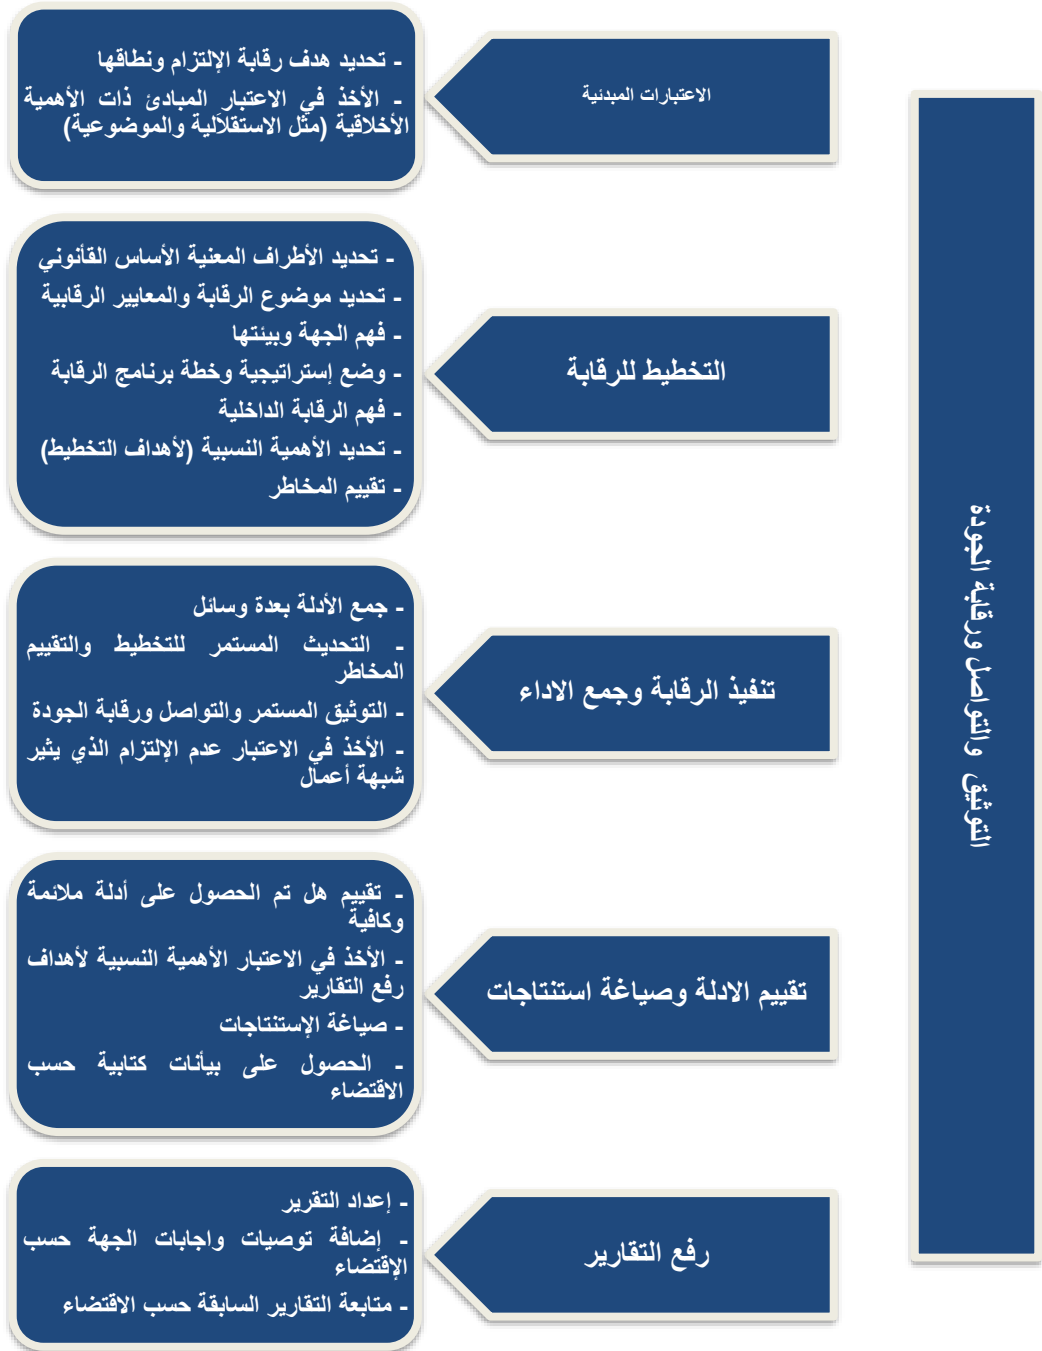 التوثيق والتواصل ورقابة الجودة
الاعتبارات المبدئية
- تحديد هدف رقابة الإلتزام ونطاقها
- الأخذ في الاعتبار المبادئ ذات الأهمية
الأخلاقية (مثل الاستقلالية والموضوعية)
التخطيط للرقابة
- تحديد الأطراف المعنية الأساس القأنوني
- تحديد موضوع الرقابة والمعايير الرقابية
- فهم الجهة وبيئتها
- وضع إستراتيجية وخطة برنامج الرقابة
- فهم الرقابة الداخلية
- تحديد الأهمية النسبية (لأهداف التخطيط)
- تقييم المخاطر
تنفيذ الرقابة وجمع الاداء
- جمع الأدلة بعدة وسائل
- التحديث المستمر للتخطيط والتقييم
المخاطر
- التوثيق المستمر والتواصل ورقابة الجودة
- الأخذ في الاعتبار عدم الإلتزام الذي يثير
شبهة أعمال
تقييم الادلة وصياغة استنتاجات
- تقييم هل تم الحصول على أدلة ملائمة
وكافية
- الأخذ في الاعتبار الأهمية النسبية لأهداف
رفع التقارير
- صياغة الإستنتاجات
- الحصول على بيأنات كتابية حسب
الاقتضاء
رفع التقارير
- إعداد التقرير
- إضافة توصيات واجابات الجهة حسب
الإقتضاء
- متابعة التقارير السابقة حسب الاقتضاء